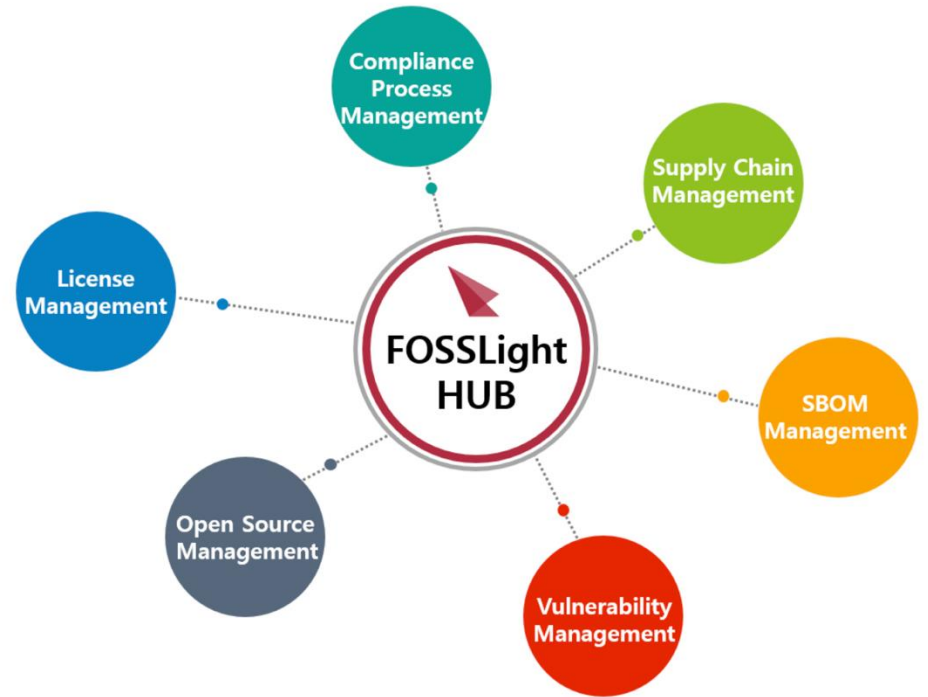 Compliance
Process
Management
Supply Chain
Management
License
Management
FOSSLight
HUB
SBOM
Management
Open Source
Management
Vulnerability
Management